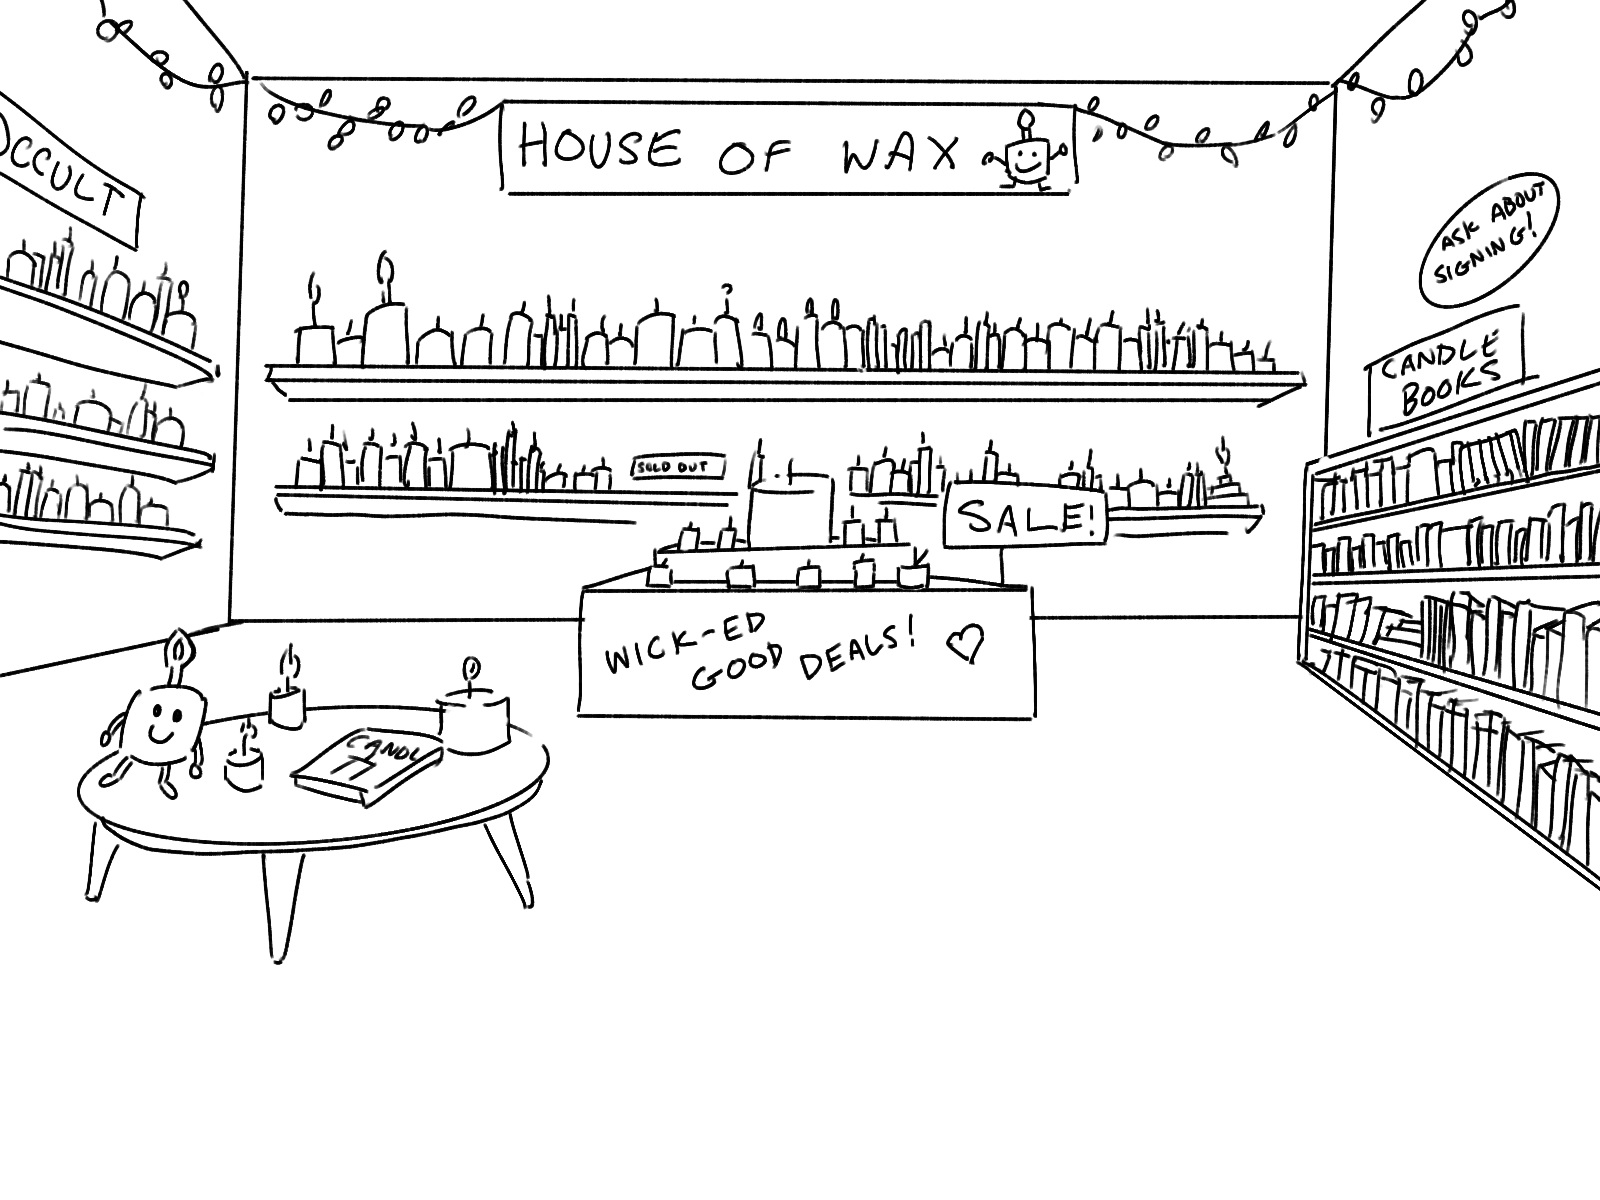 HOUSE OF WAX
OCCULT
ASK ABOUT
SIGNING!
CANDLE
BOOKS
SOLD OUT
SALE!
WICK-ED
GOOD DEALS!
CANDL